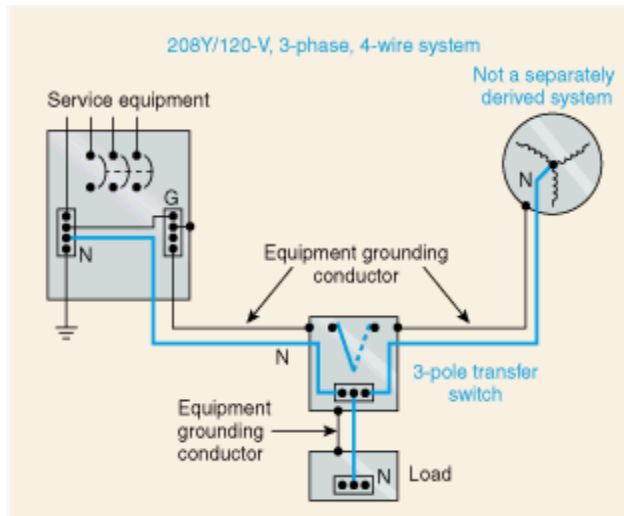 208Y/120-V, 3-phase, 4-wire system
Not a separately
derived system
Service equipment
G
N
N
Equipment grounding
conductor
N
3-pole transfer
switch
Equipment
grounding
conductor
N
Load